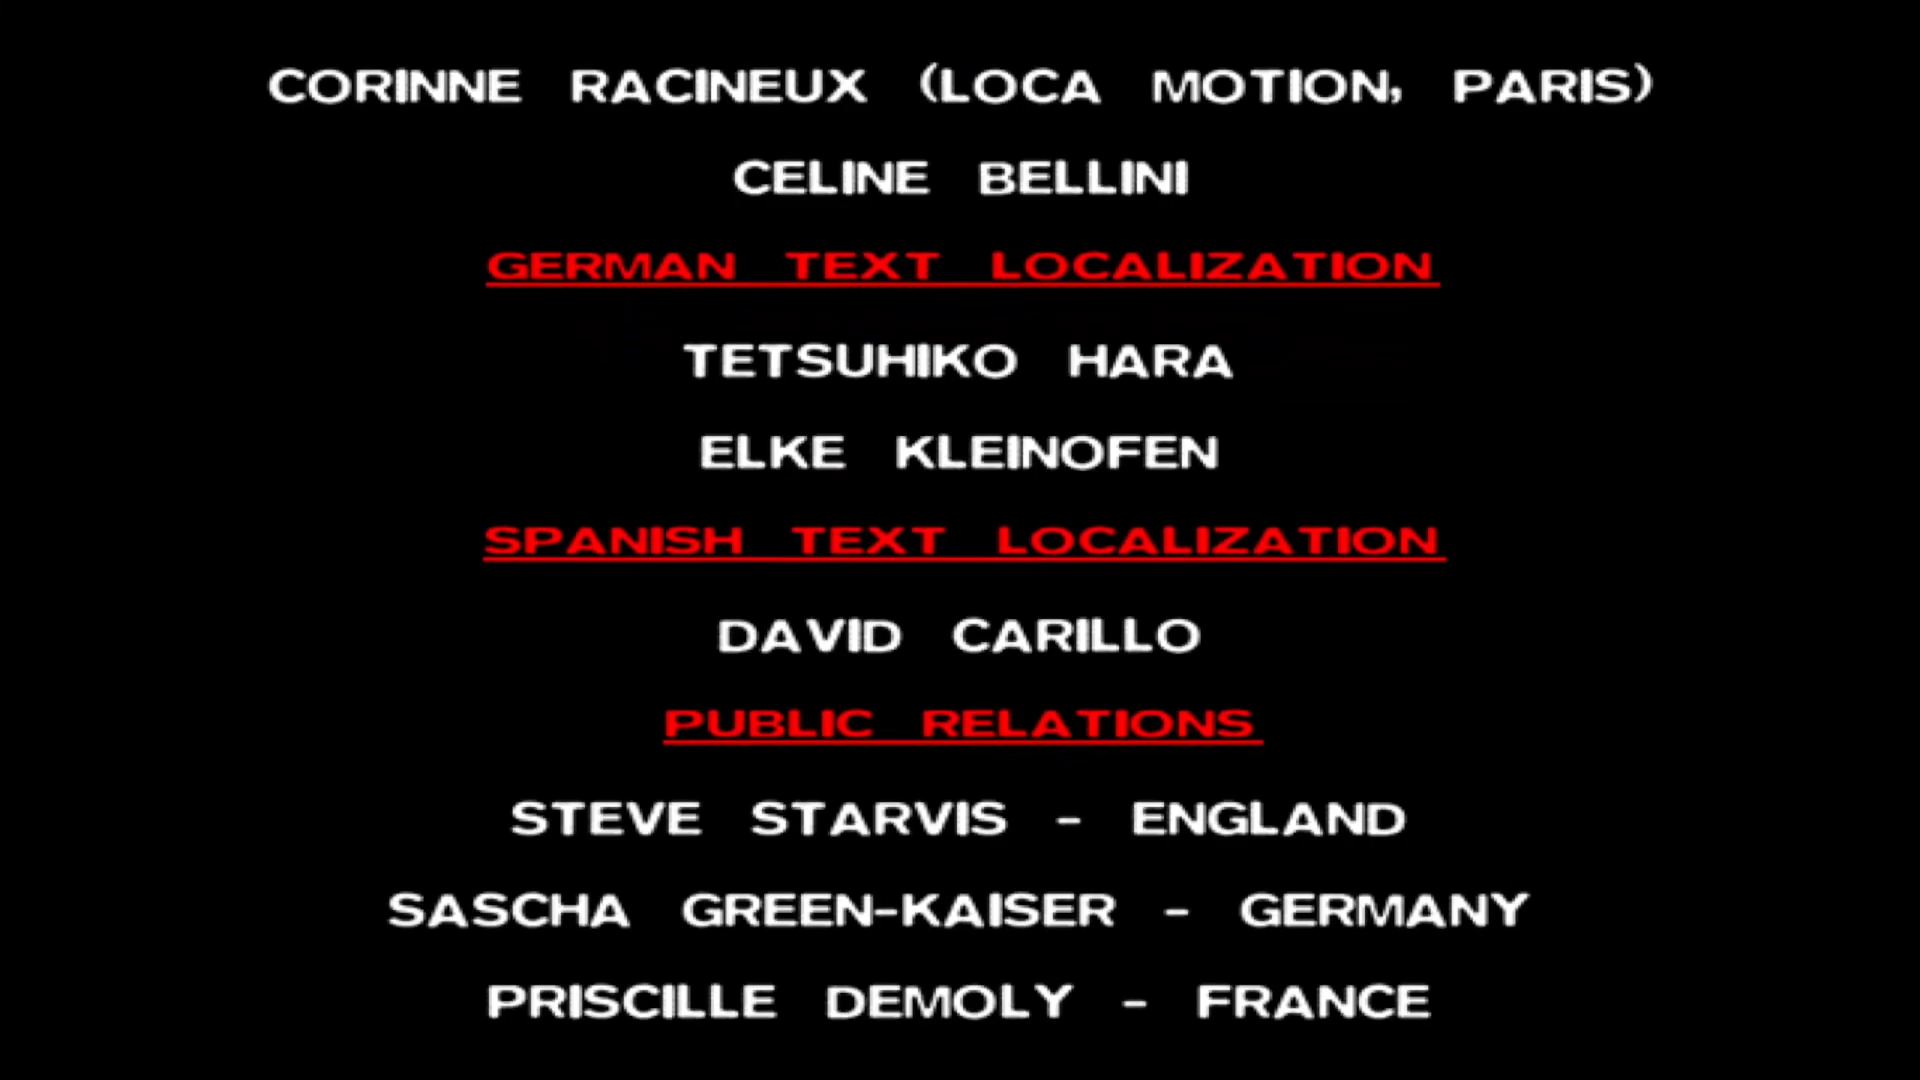 CORINNE RACINEUX (LOCA MOTION, PARIS)
CELINE BELLINI
GERMAN TEXT LOCALIZATION
TETSUHIKO HARA
ELKE KLEINOFEN
SPANISH TEXT LOCALIZATION
DAVID CARILLO
PUBLIC RELATIONS
STEVE STARVIS - ENGLAND
SASCHA GREEN-KAISER - GERMANY
PRISCILLE DEMOLY - FRANCE